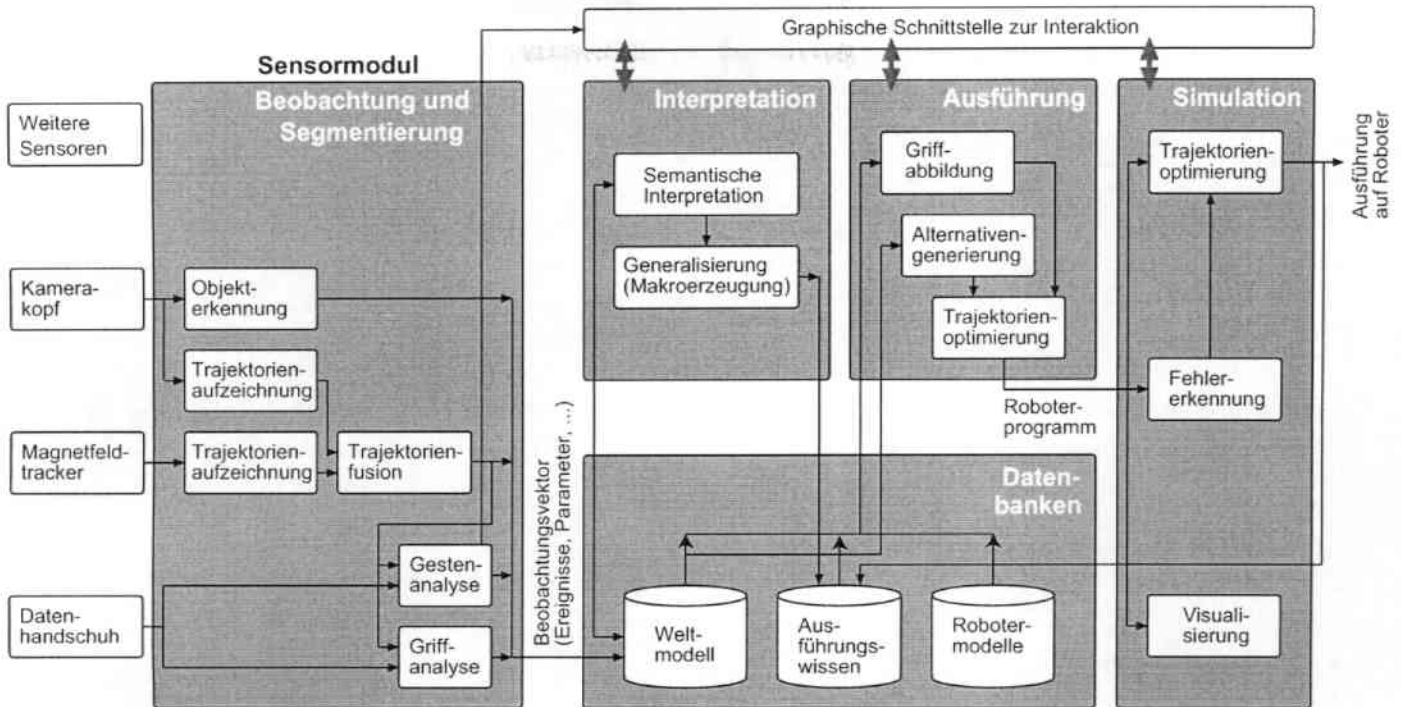 Graphische Schnittstelle zur Interaktion
Sensormodul
Beobachtung und
Segmentierung
Interpretation
Ausführung
Simulation
Weitere
Sensoren
Semantische
Interpretation
Griff-
abbildung
Trajektorien-
optimierung
Ausführung
auf Roboter
Alternativen-
generierung
Generalisierung
(Makroerzeugung)
Kamera-
kopf
Objekt-
erkennung
Trajektorien-
optimierung
Trajektorien-
aufzeichnung
Fehler-
erkennung
Roboter-
programm
Magnetfeld-
tracker
Trajektorien-
aufzeichnung
Trajektorien-
fusion
Beobachtungsvektor
(Ereignisse, Parameter, ...)
Daten-
banken
Gesten-
analyse
Daten-
handschuh
Griff-
analyse
Welt-
modell
Aus-
führungs-
wissen
Roboter-
modelle
Visuali-
sierung